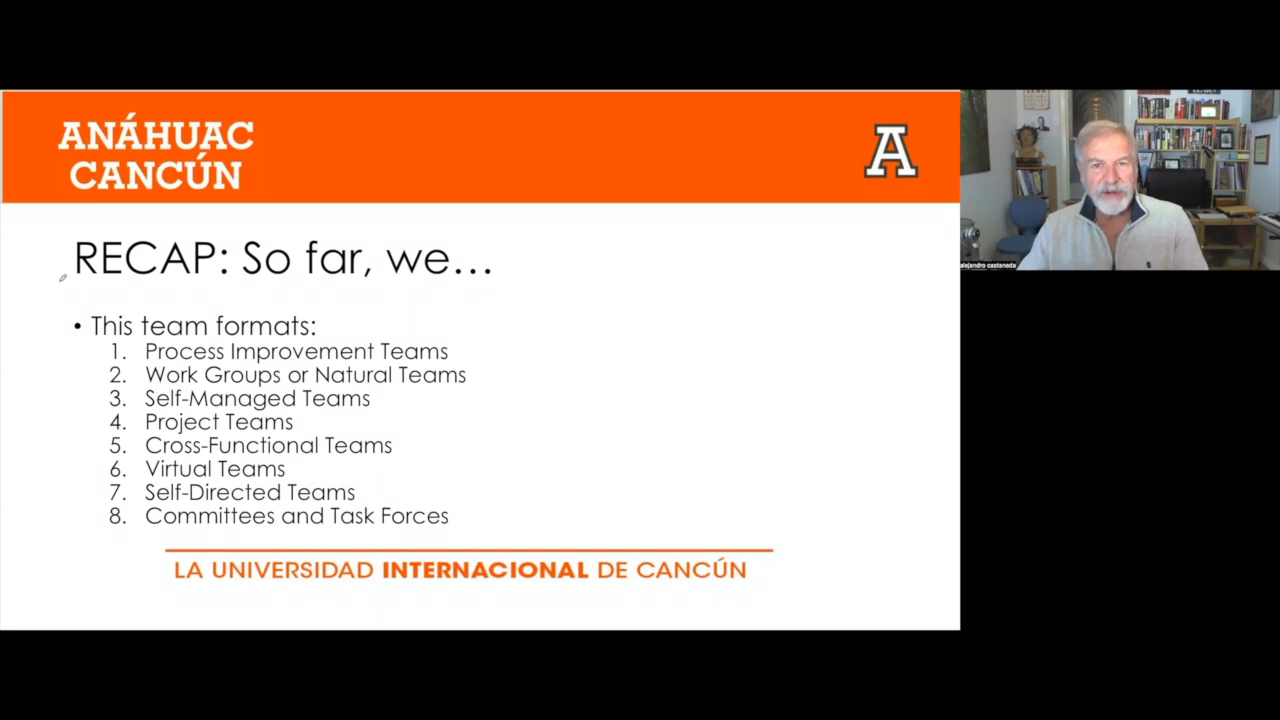 ANÁHUAC
CANCÚN
A
RECAP: So far, we…
• This team formats:
1. Process Improvement Teams
2. Work Groups or Natural Teams
3. Self-Managed Teams
4. Project Teams
5. Cross-Functional Teams
6. Virtual Teams
7. Self-Directed Teams
8. Committees and Task Forces
LA UNIVERSIDAD INTERNACIONAL DE CANCÚN
alejandro castaneda